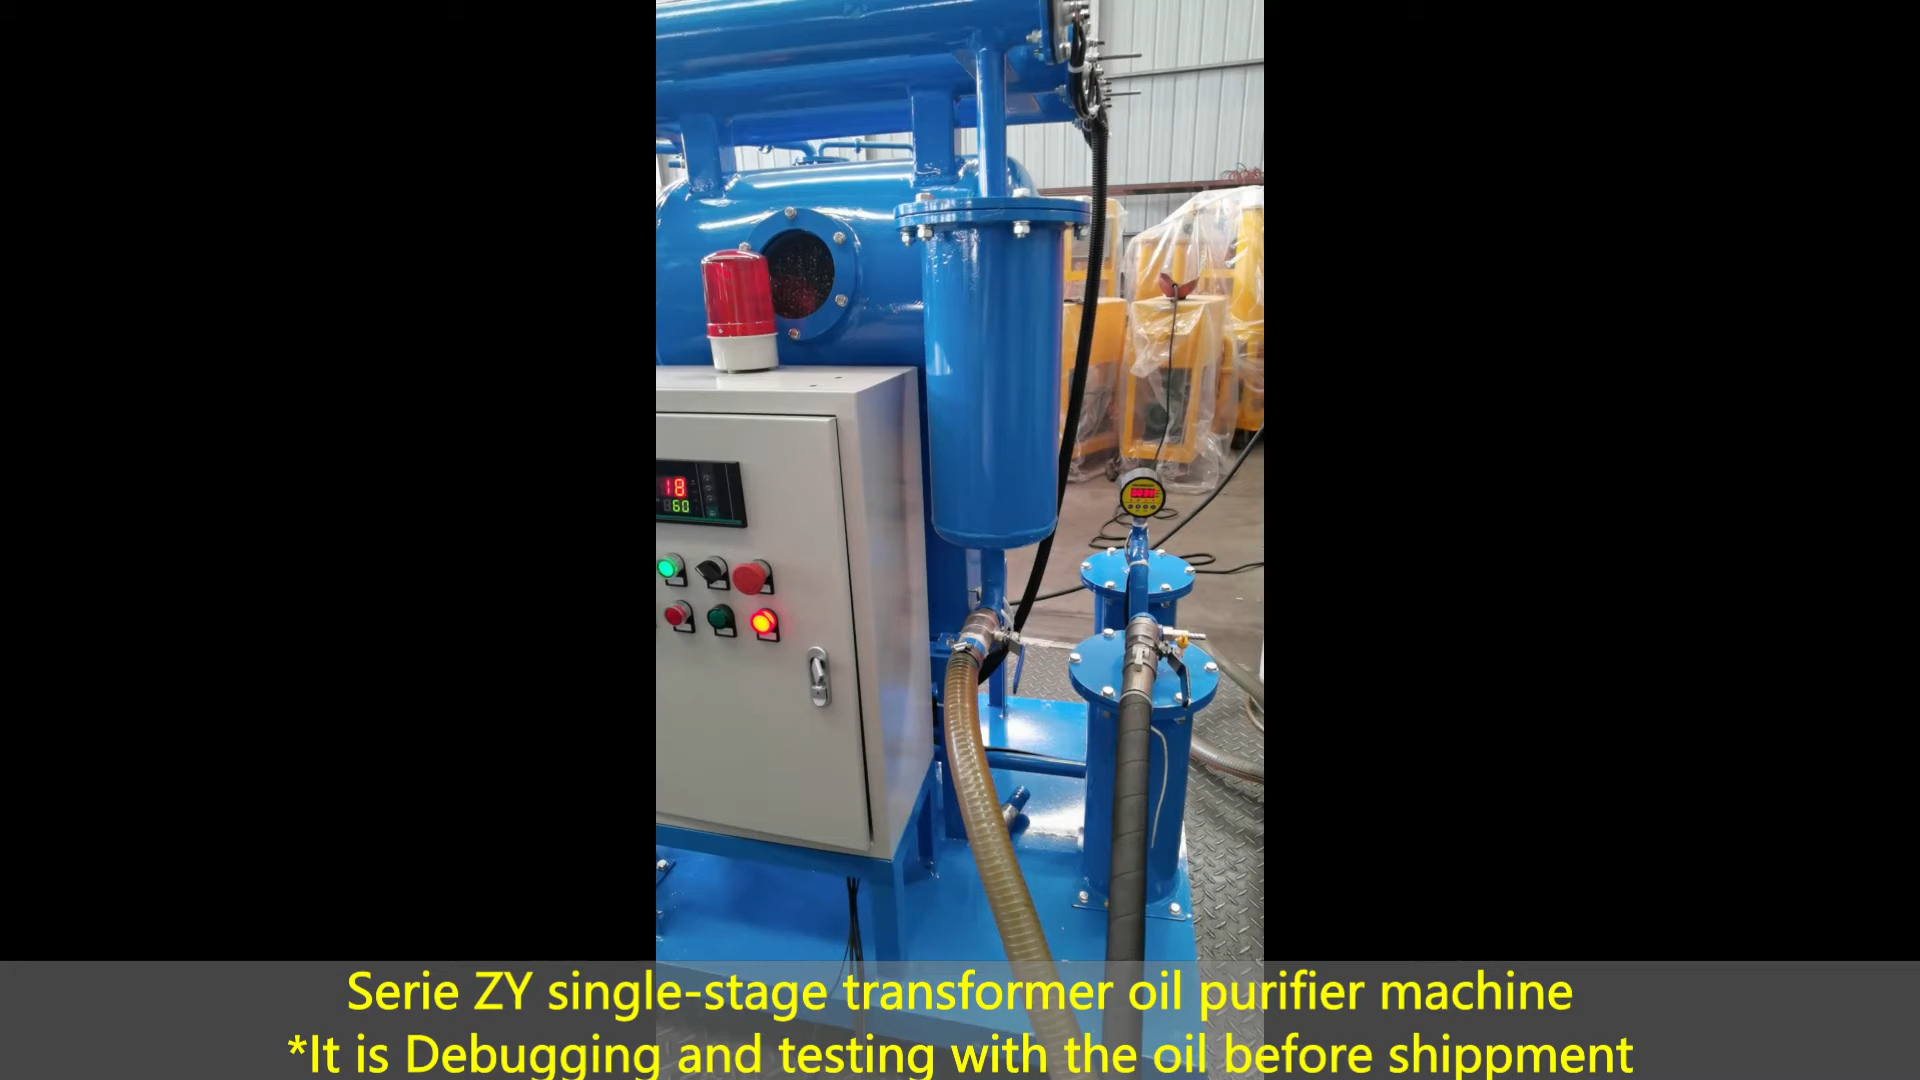 18
60
Serie ZY single-stage transformer oil purifier machine
*It is Debugging and testing with the oil before shippment